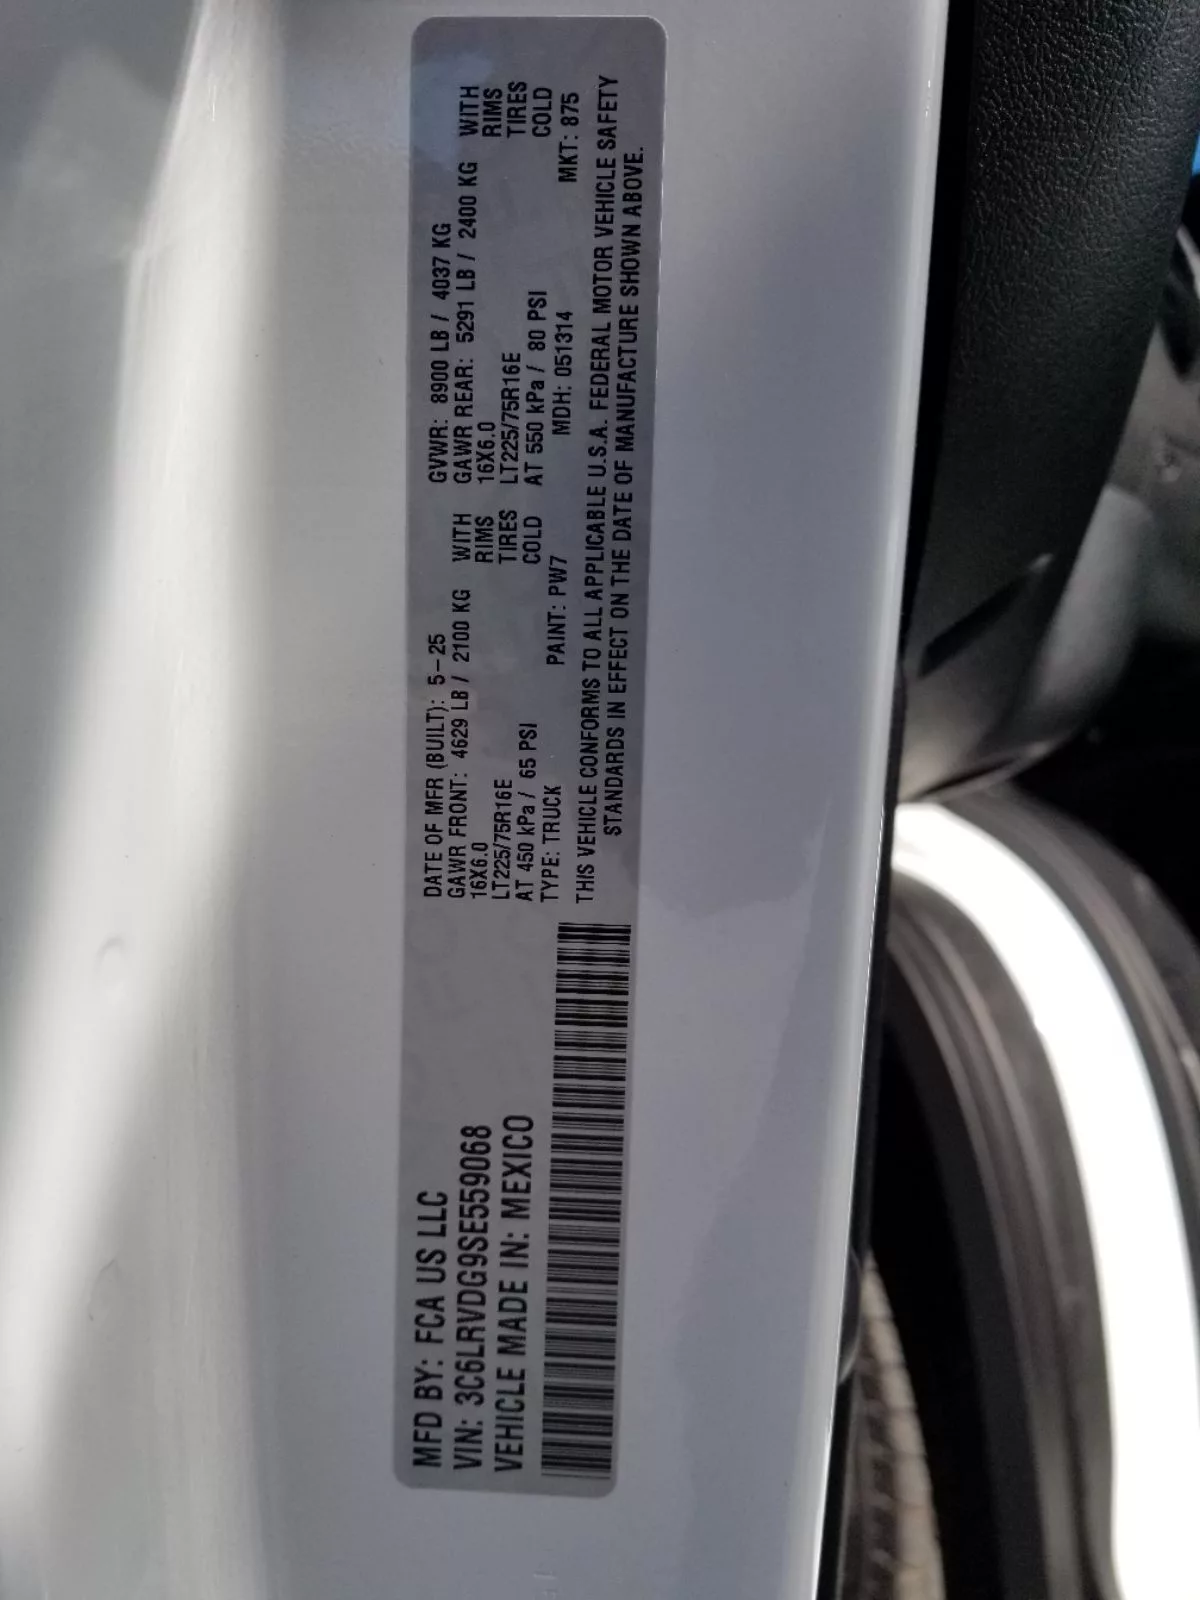 MFD BY: FCA US LLC
VIN: 3C6LRVDG9SE559068
VEHICLE MADE IN: MEXICO
DATE OF MFR (BUILT): 5-25 GVWR: 8900 LB / 4037 KG
GAWR FRONT: 4629 LB / 2100 KG WITH GAWR REAR: 5291 LB / 2400 KG WITH
16X6.0 RIMS 16X6.0 RIMS
LT225/75R16E TIRES LT225/75R16E TIRES
AT 450 kPa / 65 PSI COLD AT 550 kPa / 80 PSI COLD
TYPE: TRUCK PAINT: PW7 MDH: 051314 MKT: 875
THIS VEHICLE CONFORMS TO ALL APPLICABLE U.S.A. FEDERAL MOTOR VEHICLE SAFETY
STANDARDS IN EFFECT ON THE DATE OF MANUFACTURE SHOWN ABOVE.